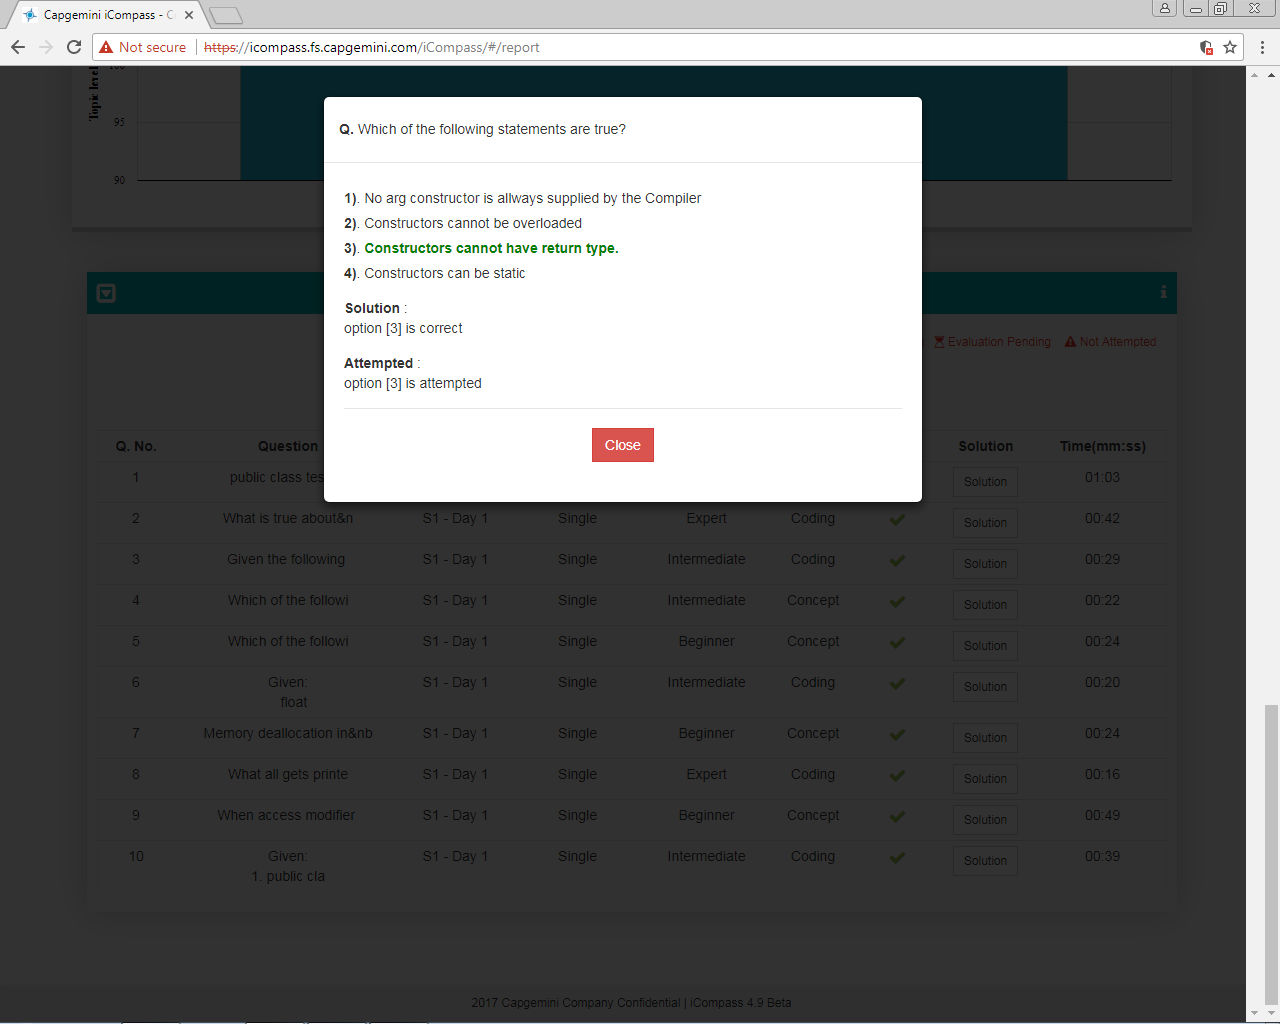 Capgemini iCompass - C
Not secure | https://icompass.fs.capgemini.com/iCompass/#/report
Topic level
100
95
90
Q. Which of the following statements are true?
1). No arg constructor is allways supplied by the Compiler
2). Constructors cannot be overloaded
3). Constructors cannot have return type.
4). Constructors can be static
Solution :
option [3] is correct
Attempted :
option [3] is attempted
Close
i
Evaluation Pending Not Attempted
Q. No. Question Solution Time(mm:ss)
1 public class tes Solution 01:03
2 What is true about&n S1 - Day 1 Single Expert Coding Solution 00:42
3 Given the following S1 - Day 1 Single Intermediate Coding Solution 00:29
4 Which of the followi S1 - Day 1 Single Intermediate Concept Solution 00:22
5 Which of the followi S1 - Day 1 Single Beginner Concept Solution 00:24
6 Given: S1 - Day 1 Single Intermediate Coding Solution 00:20
float
7 Memory deallocation in&nb S1 - Day 1 Single Beginner Concept Solution 00:24
8 What all gets printe S1 - Day 1 Single Expert Coding Solution 00:16
9 When access modifier S1 - Day 1 Single Beginner Concept Solution 00:49
10 Given: S1 - Day 1 Single Intermediate Coding Solution 00:39
1. public cla
2017 Capgemini Company Confidential | iCompass 4.9 Beta